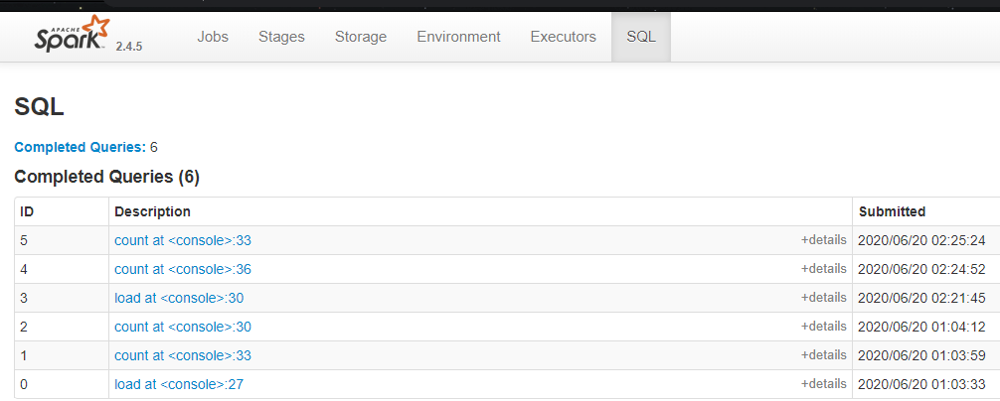 APACHE
Spark 2.4.5 Jobs Stages Storage Environment Executors SQL
SQL
Completed Queries: 6
Completed Queries (6)
ID Description Submitted
5 count at <console>:33 +details 2020/06/20 02:25:24
4 count at <console>:36 +details 2020/06/20 02:24:52
3 load at <console>:30 +details 2020/06/20 02:21:45
2 count at <console>:30 +details 2020/06/20 01:04:12
1 count at <console>:33 +details 2020/06/20 01:03:59
0 load at <console>:27 +details 2020/06/20 01:03:33